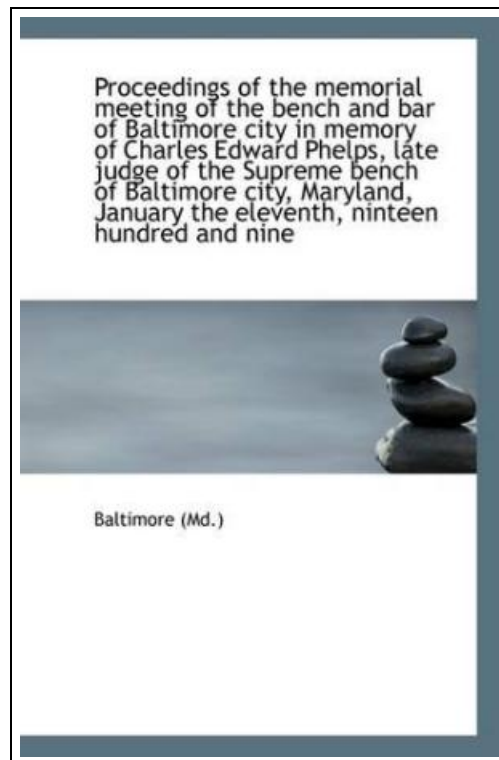 Proceedings of the memorial
meeting of the bench and bar
of Baltimore city in memory
of Charles Edward Phelps, late
judge of the Supreme bench
of Baltimore city, Maryland,
January the eleventh, ninteen
hundred and nine
Baltimore (Md.)